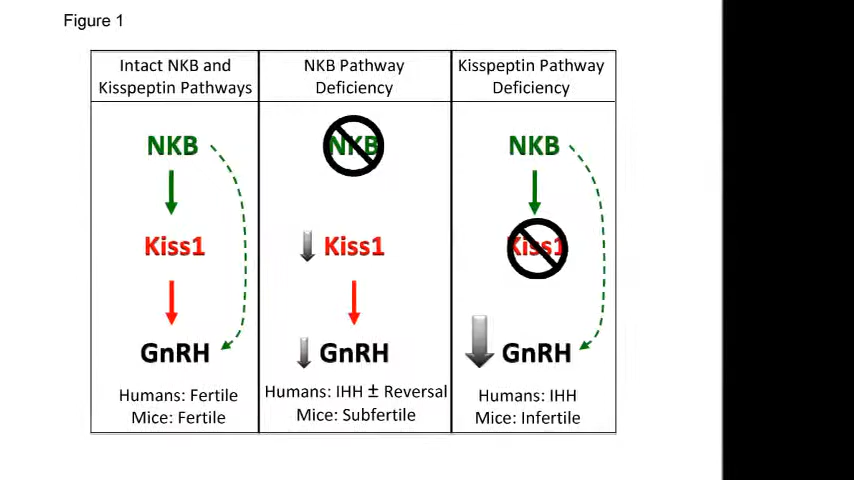 Figure 1
Intact NKB and
Kisspeptin Pathways
NKB
Kiss1
GnRH
Humans: Fertile
Mice: Fertile
NKB Pathway
Deficiency
NKB
Kiss1
GnRH
Humans: IHH ± Reversal
Mice: Subfertile
Kisspeptin Pathway
Deficiency
NKB
Kiss1
GnRH
Humans: IHH
Mice: Infertile